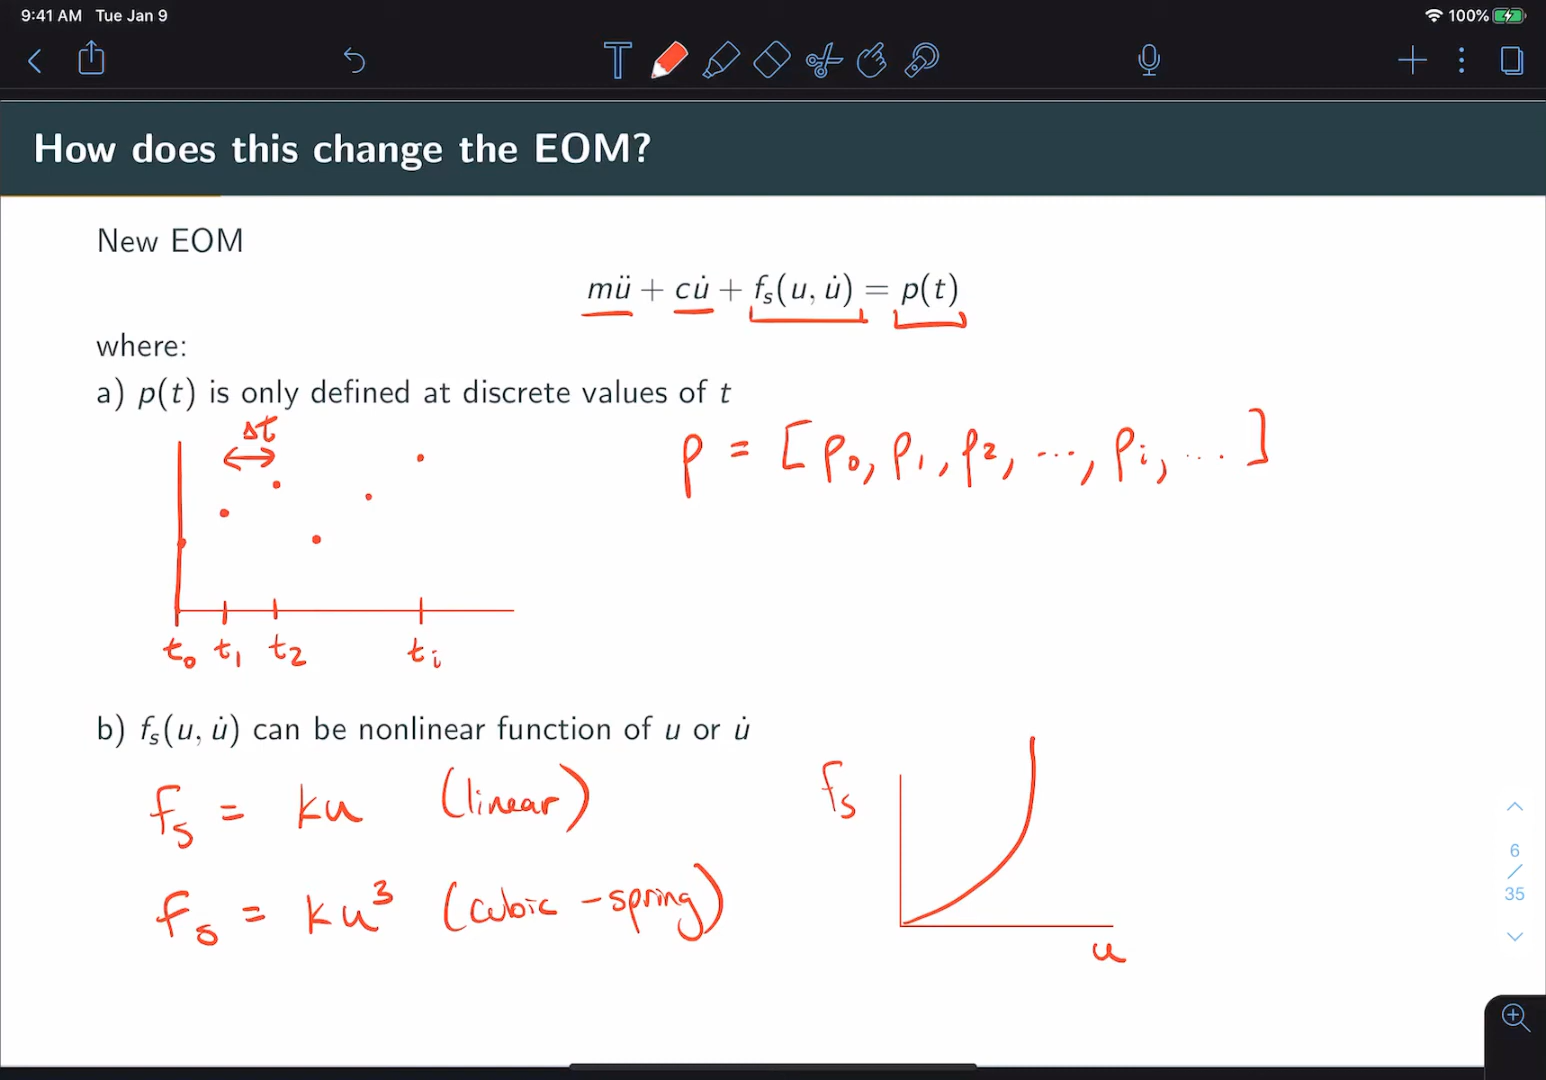 9:41 AM Tue Jan 9
100%
How does this change the EOM?
New EOM
mü + cu̇ + fₛ(u, u̇) = p(t)
where:
a) p(t) is only defined at discrete values of t
Δt
p = [p₀, p₁, p₂, ..., pᵢ, ...]
t₀ t₁ t₂ tᵢ
b) fₛ(u, u̇) can be nonlinear function of u or u̇
fₛ = ku (linear)
fₛ
fₛ = ku³ (cubic-spring)
u
6
/
35